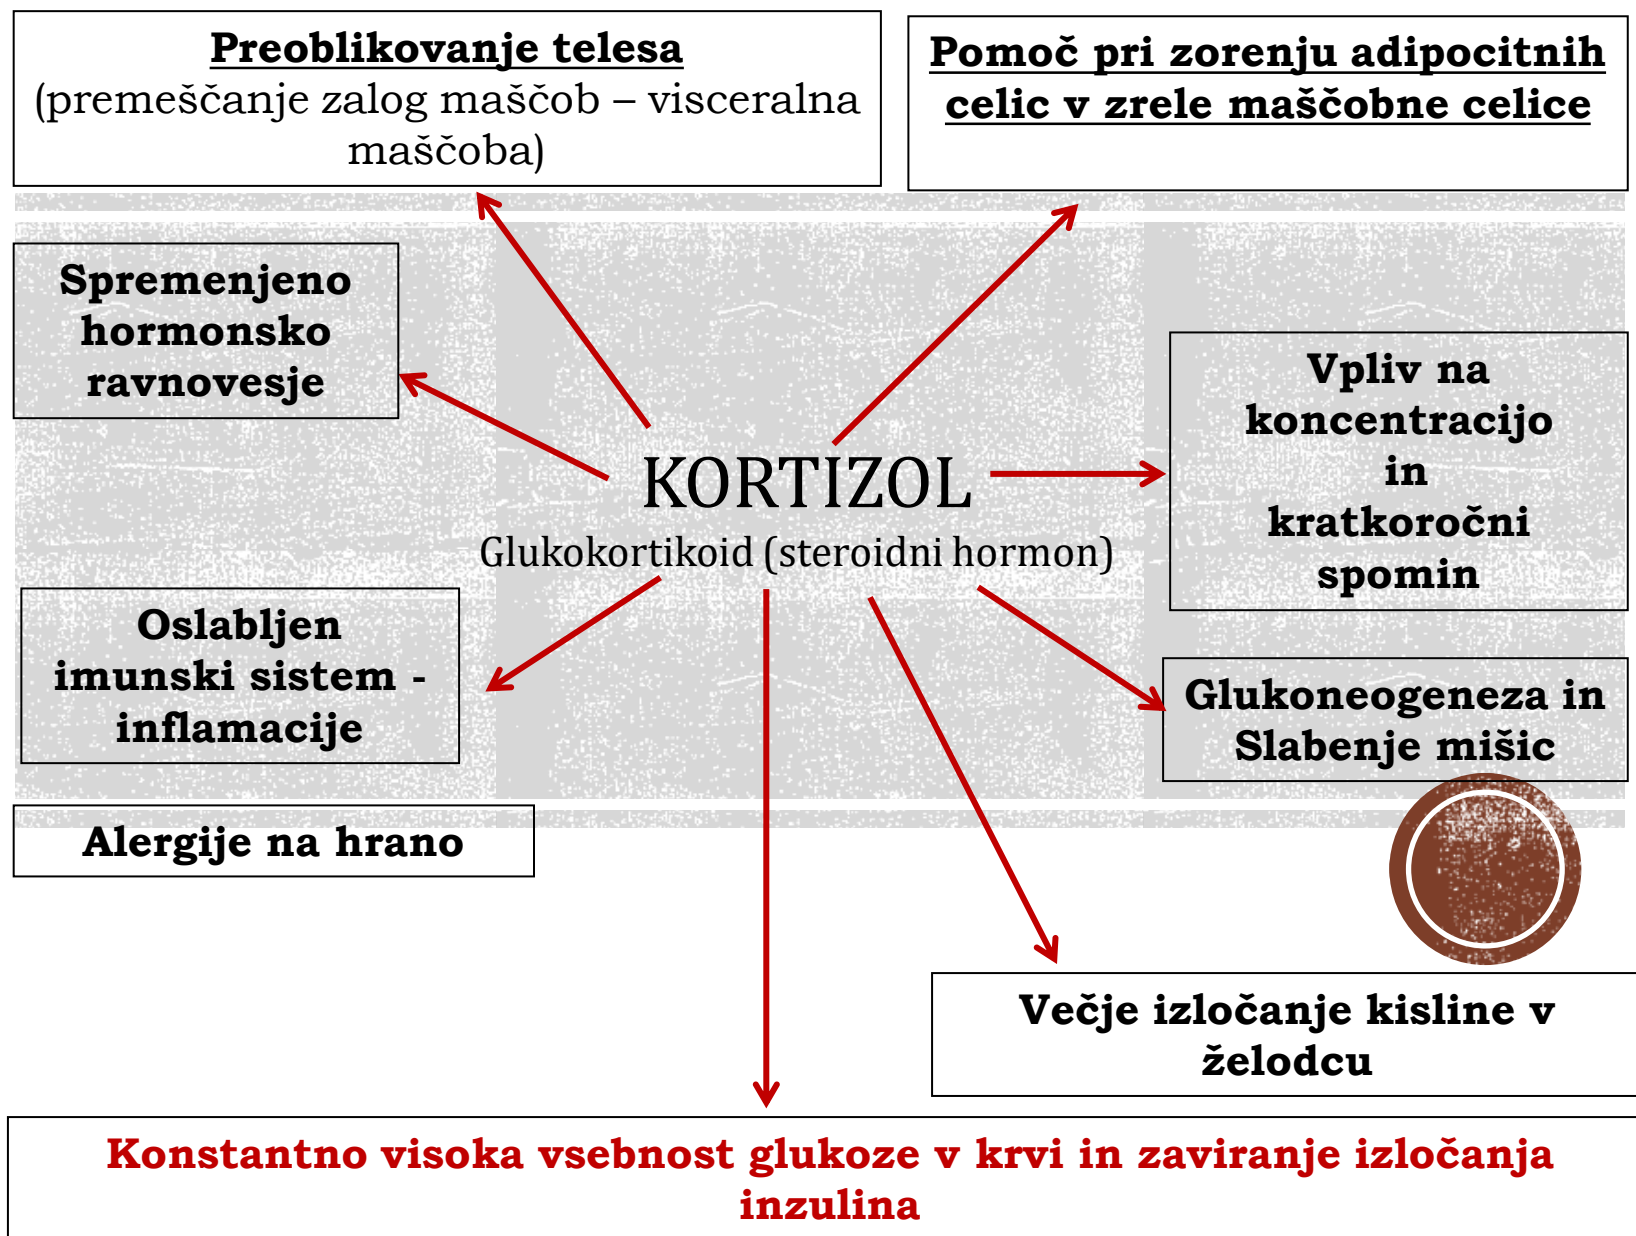 Preoblikovanje telesa
(premeščanje zalog maščob – visceralna
maščoba)
Pomoč pri zorenju adipocitnih
celic v zrele maščobne celice
Spremenjeno
hormonsko
ravnovesje
Vpliv na
koncentracijo
in
kratkoročni
spomin
KORTIZOL
Glukokortikoid (steroidni hormon)
Oslabljen
imunski sistem -
inflamacije
Glukoneogeneza in
Slabenje mišic
Alergije na hrano
Večje izločanje kisline v
želodcu
Konstantno visoka vsebnost glukoze v krvi in zaviranje izločanja
inzulina